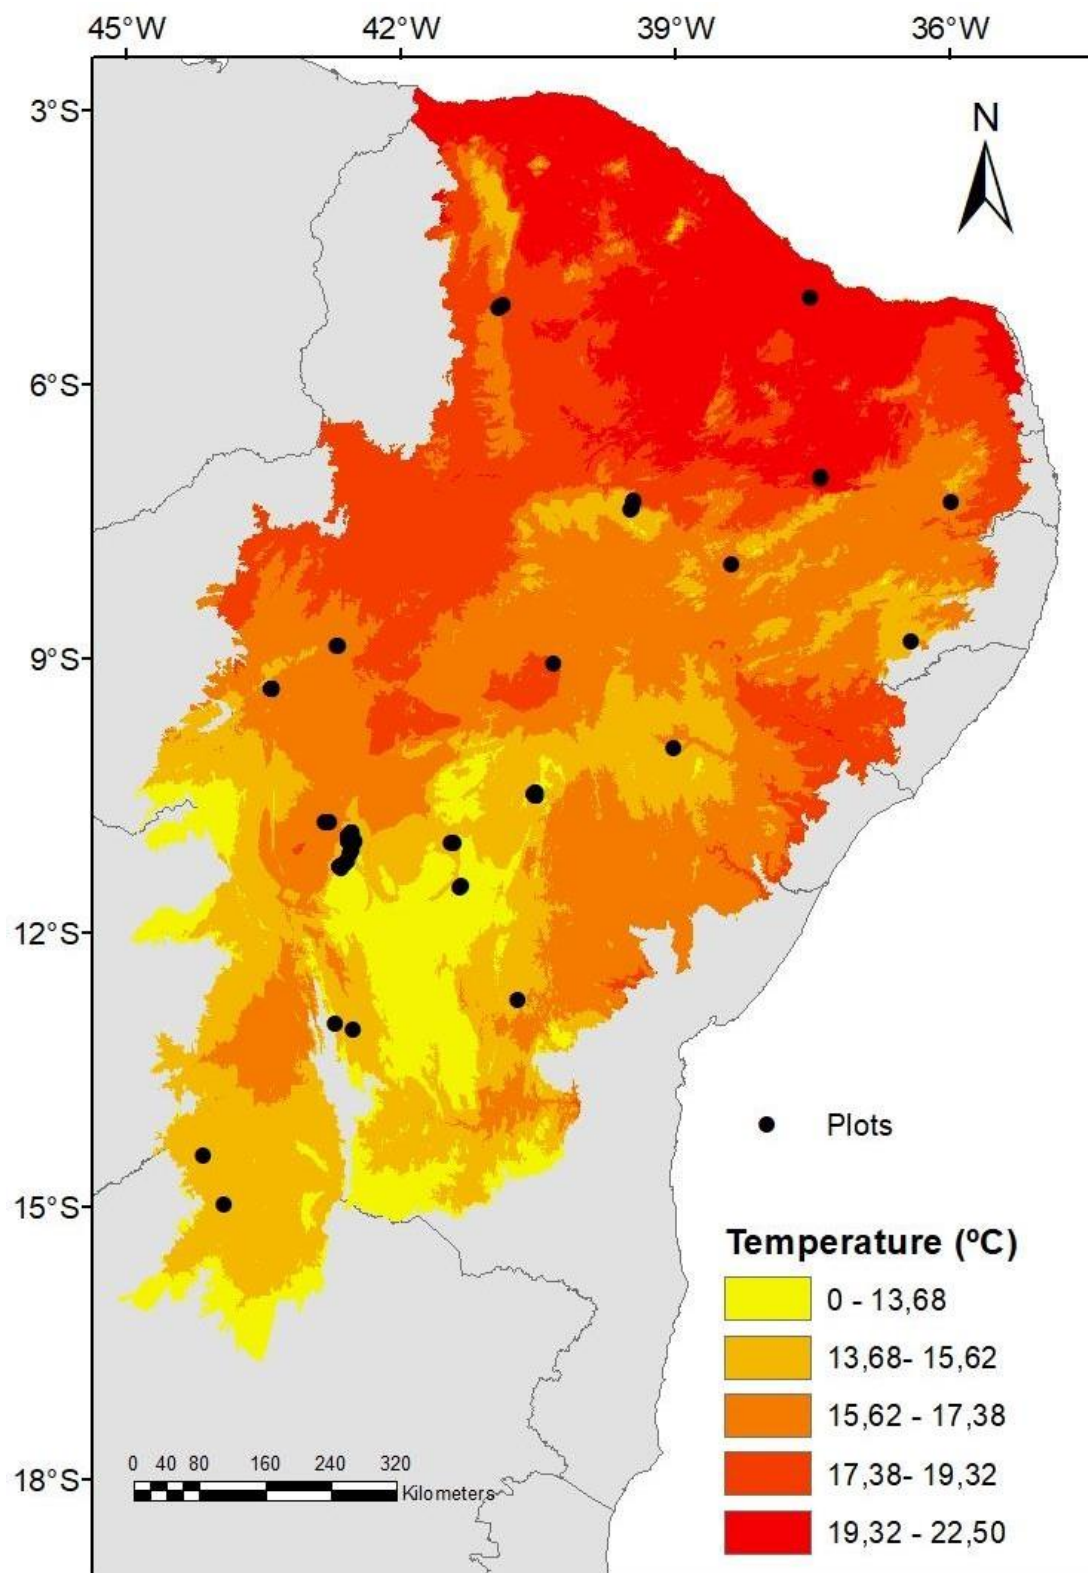 45°W 42°W 39°W 36°W
3°S
N
6°S
9°S
12°S
Plots
15°S
Temperature (ºC)
0 - 13,68
13,68- 15,62
15,62 - 17,38
0 40 80 160 240 320
17,38- 19,32
18°S
Kilometers
19,32 - 22,50